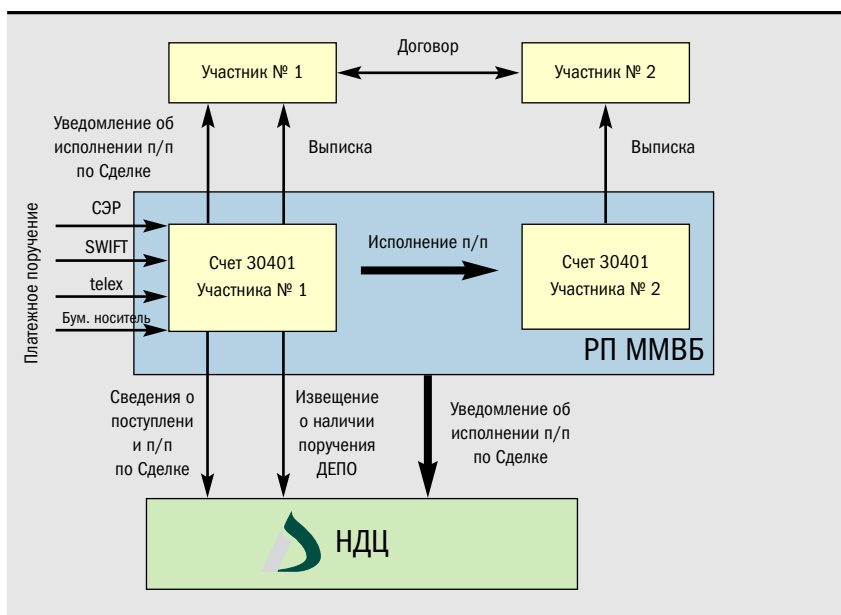 Договор
Участник № 1
Участник № 2
Уведомление об
исполнении п/п
по Сделке
Выписка
Выписка
Платежное поручение
СЭР
SWIFT
telex
Бум. носитель
Счет 30401
Участника № 1
Исполнение п/п
Счет 30401
Участника № 2
РП ММВБ
Сведения о
поступлени
и п/п
по Сделке
Извещение
о наличии
поручения
ДЕПО
Уведомление об
исполнении п/п
по Сделке
НДЦ